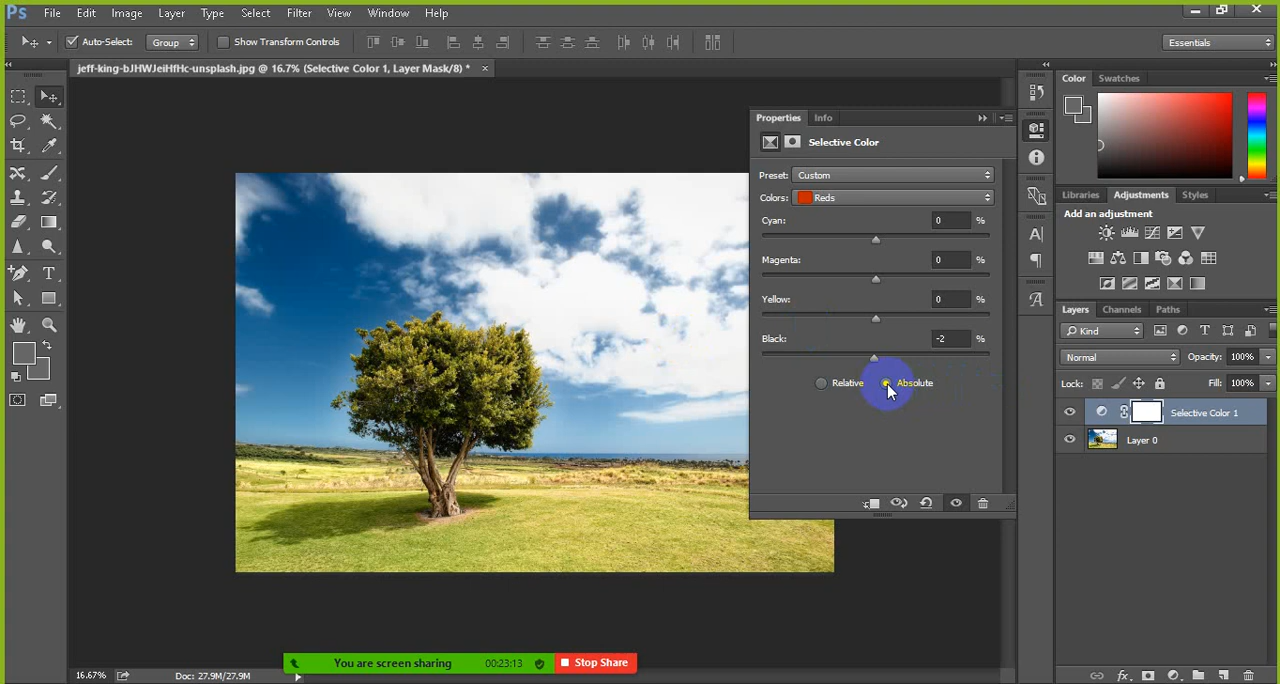 Ps File Edit Image Layer Type Select Filter View Window Help
Auto-Select: Group Show Transform Controls Essentials
jeff-king-bJHWJeiHfHc-unsplash.jpg @ 16.7% (Selective Color 1, Layer Mask/8) * ×
Color Swatches
Properties Info
Selective Color
Preset: Custom
Colors: Reds
Cyan: 0 %
Magenta: 0 %
Yellow: 0 %
Black: -2 %
Relative Absolute
Libraries Adjustments Styles
Add an adjustment
Layers Channels Paths
Kind
Normal Opacity: 100%
Lock: Fill: 100%
Selective Color 1
Layer 0
You are screen sharing 00:23:13 Stop Share
16.67% Doc: 27.9M/27.9M